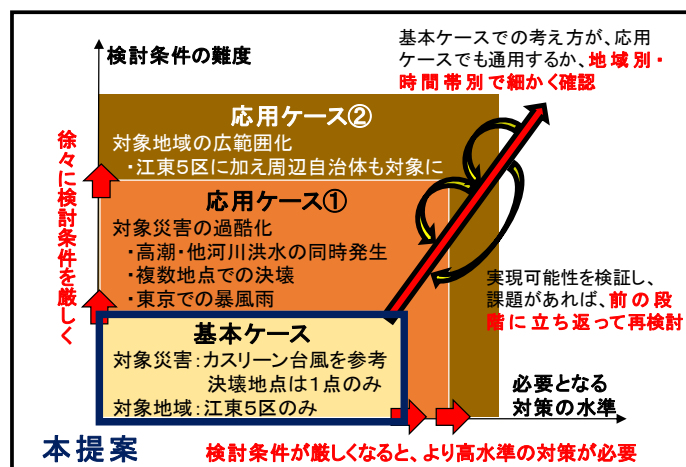 検討条件の難度
基本ケースでの考え方が、応用
ケースでも通用するか、地域別・
時間帯別で細かく確認
応用ケース②
対象地域の広範囲化
・江東5区に加え周辺自治体も対象に
徐々に検討条件を厳しく
応用ケース①
対象災害の過酷化
・高潮・他河川洪水の同時発生
・複数地点での決壊
・東京での暴風雨
実現可能性を検証し、
課題があれば、前の段
階に立ち返って再検討
基本ケース
対象災害：カスリーン台風を参考
決壊地点は１点のみ
対象地域：江東５区のみ
必要となる
対策の水準
本提案
検討条件が厳しくなると、より高水準の対策が必要